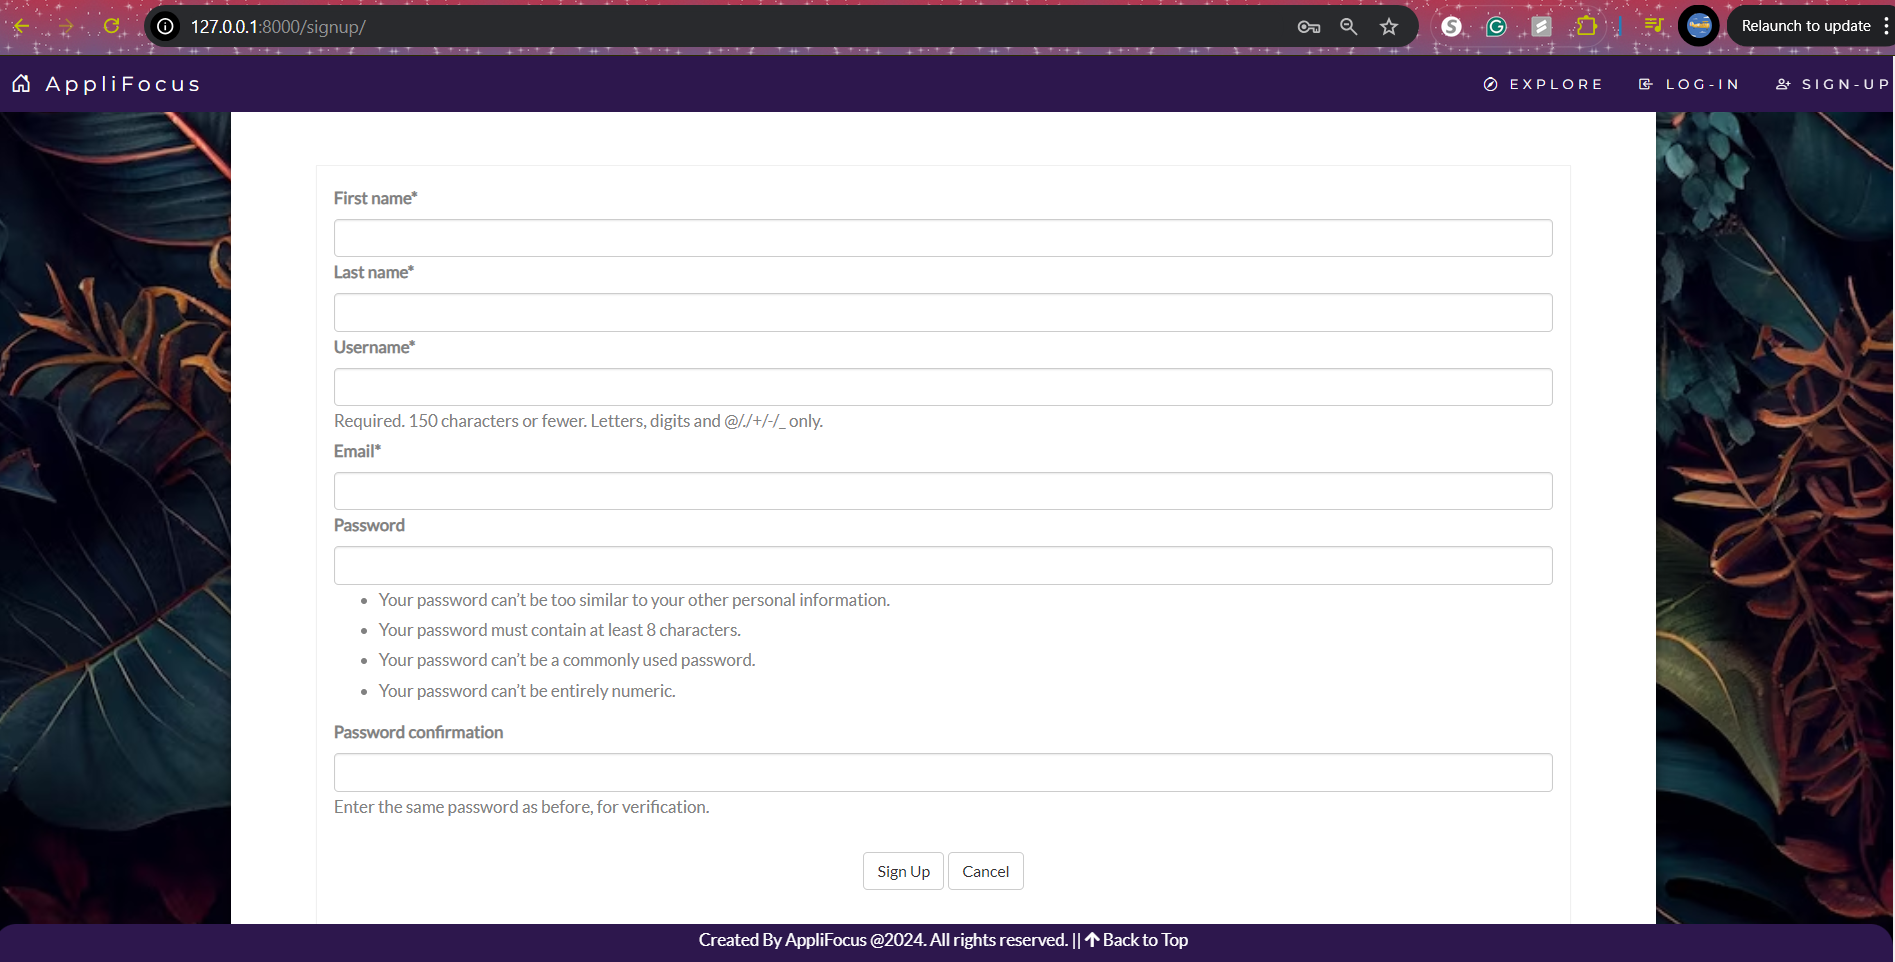 127.0.0.1:8000/signup/
Relaunch to update
AppliFocus
EXPLORE
LOG-IN
SIGN-UP
First name*
Last name*
Username*
Required. 150 characters or fewer. Letters, digits and @/./+/-/_ only.
Email*
Password
Your password can’t be too similar to your other personal information.
Your password must contain at least 8 characters.
Your password can’t be a commonly used password.
Your password can’t be entirely numeric.
Password confirmation
Enter the same password as before, for verification.
Sign Up
Cancel
Created By AppliFocus @2024. All rights reserved. || Back to Top